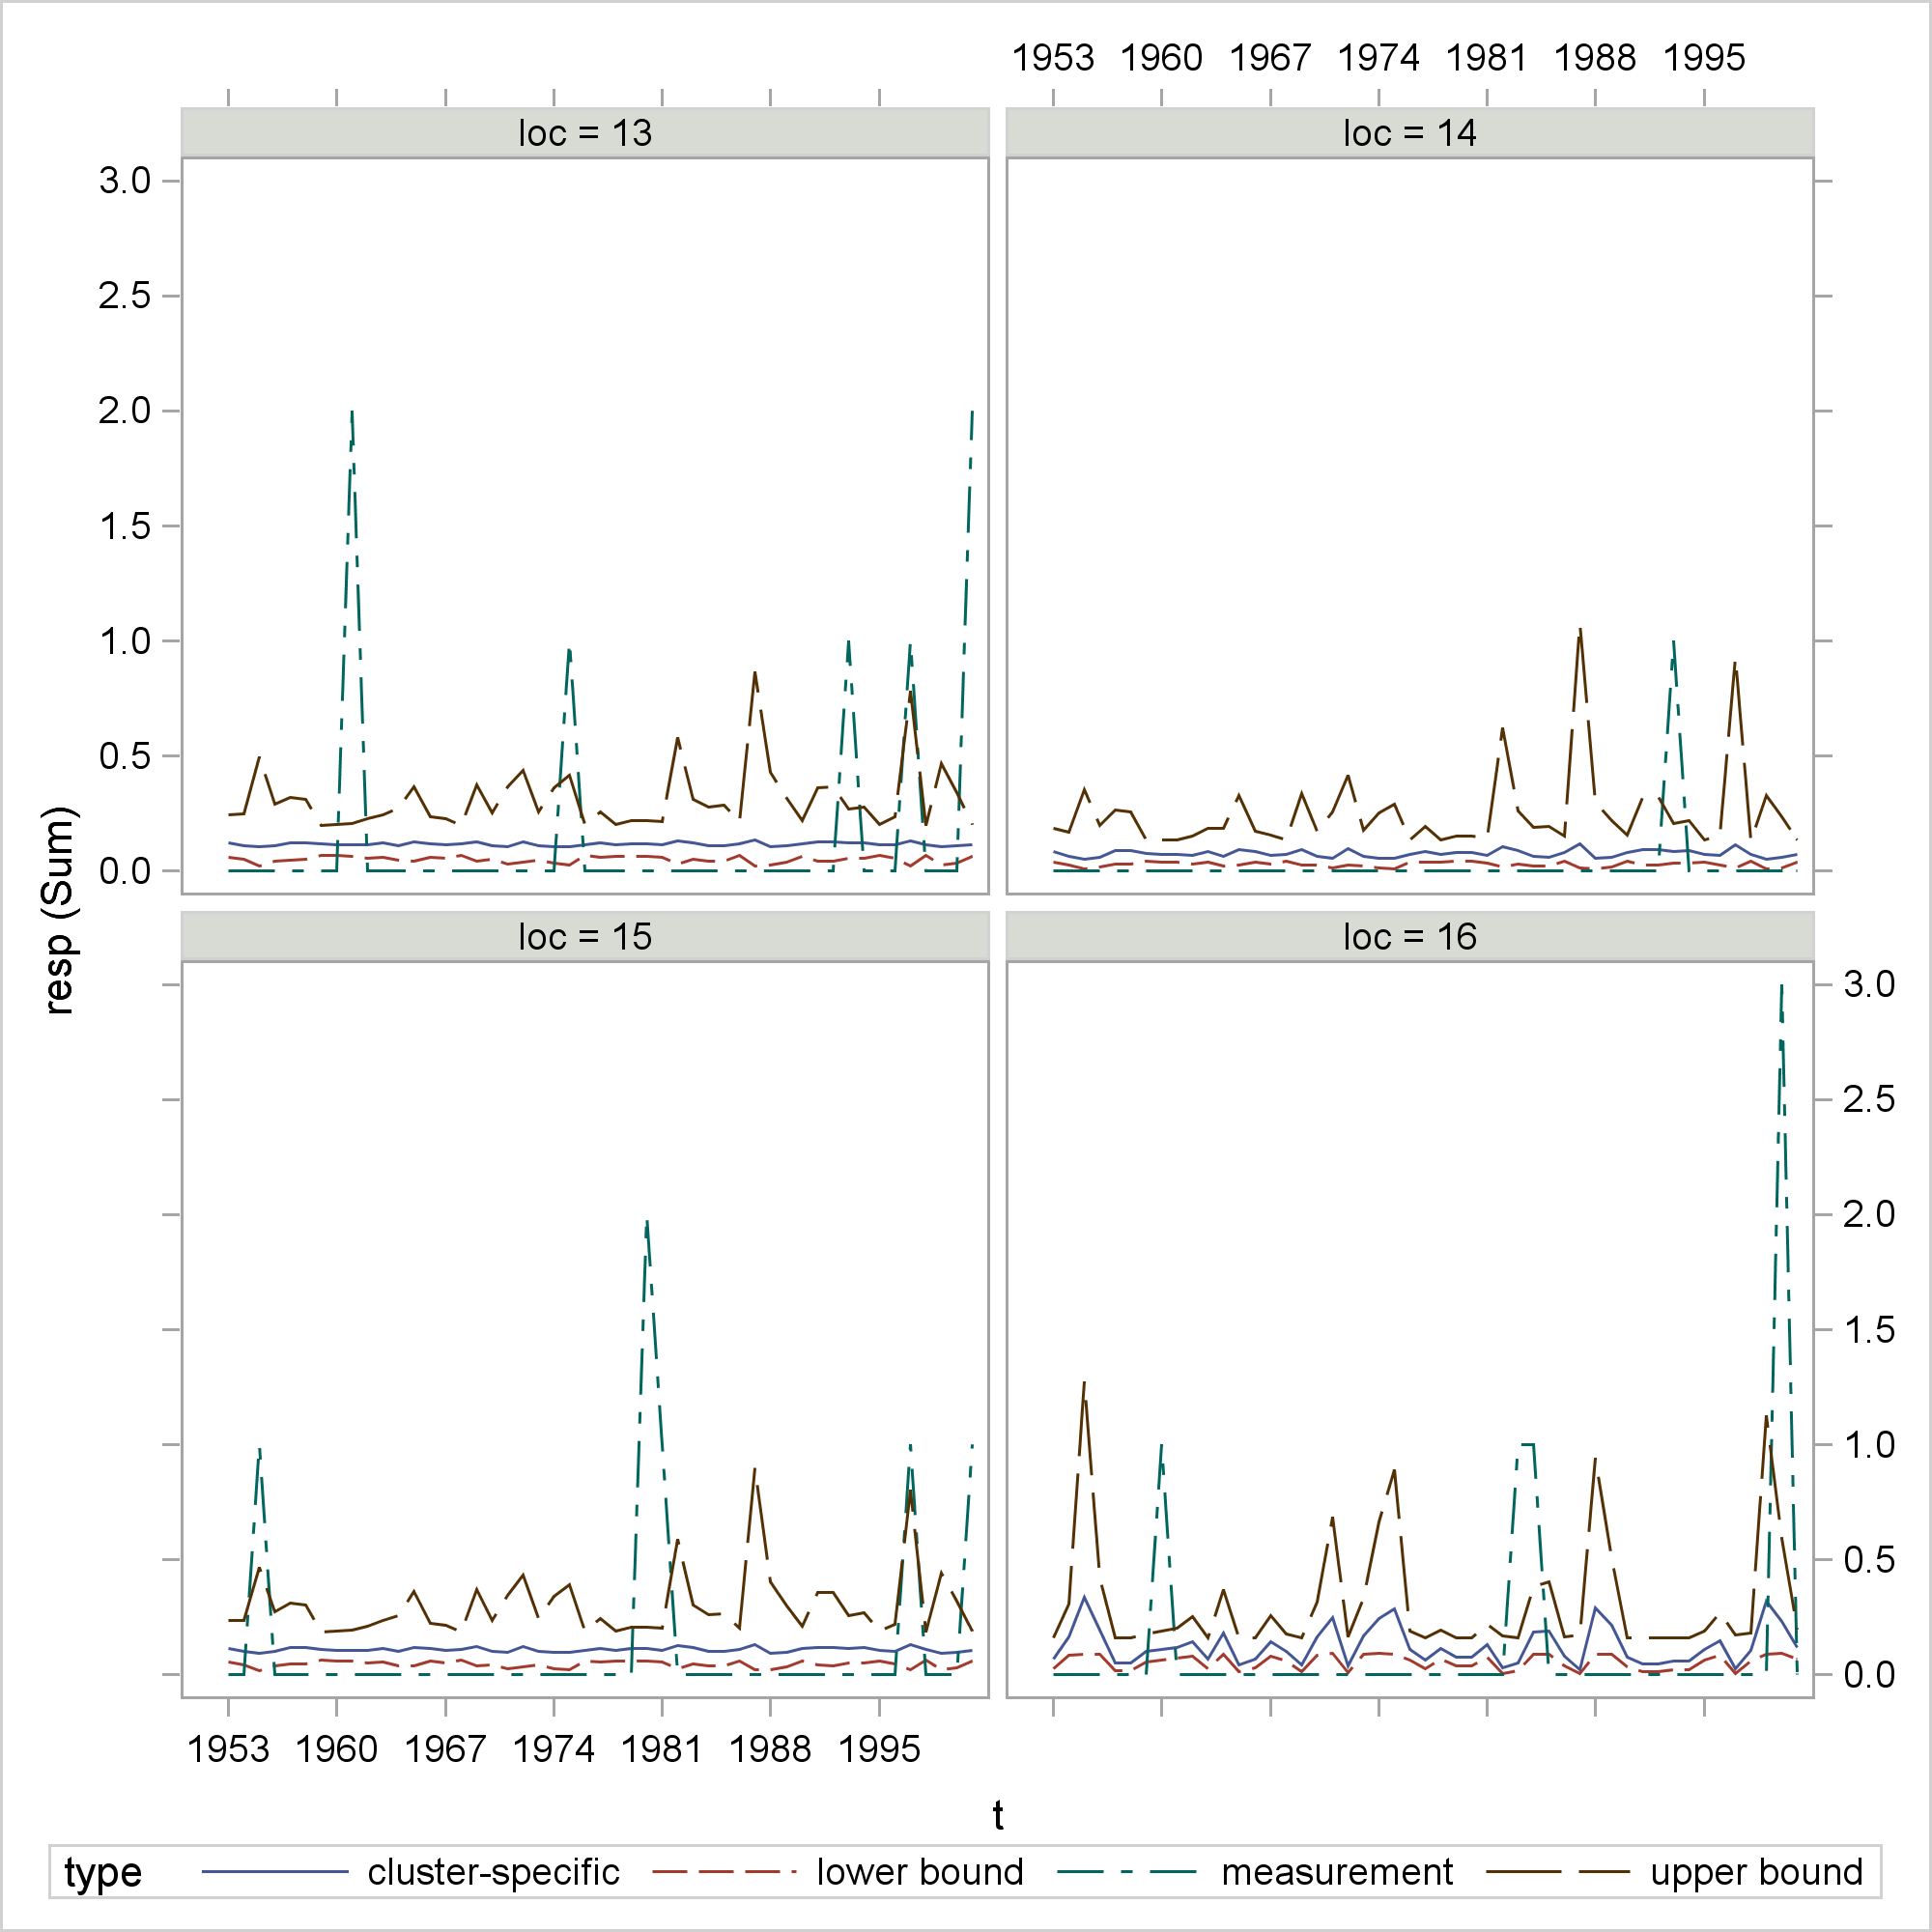 1953 1960 1967 1974 1981 1988 1995
loc = 13
loc = 14
3.0
2.5
2.0
1.5
1.0
0.5
0.0
resp (Sum)
loc = 15
loc = 16
3.0
2.5
2.0
1.5
1.0
0.5
0.0
1953 1960 1967 1974 1981 1988 1995
t
type cluster-specific lower bound measurement upper bound